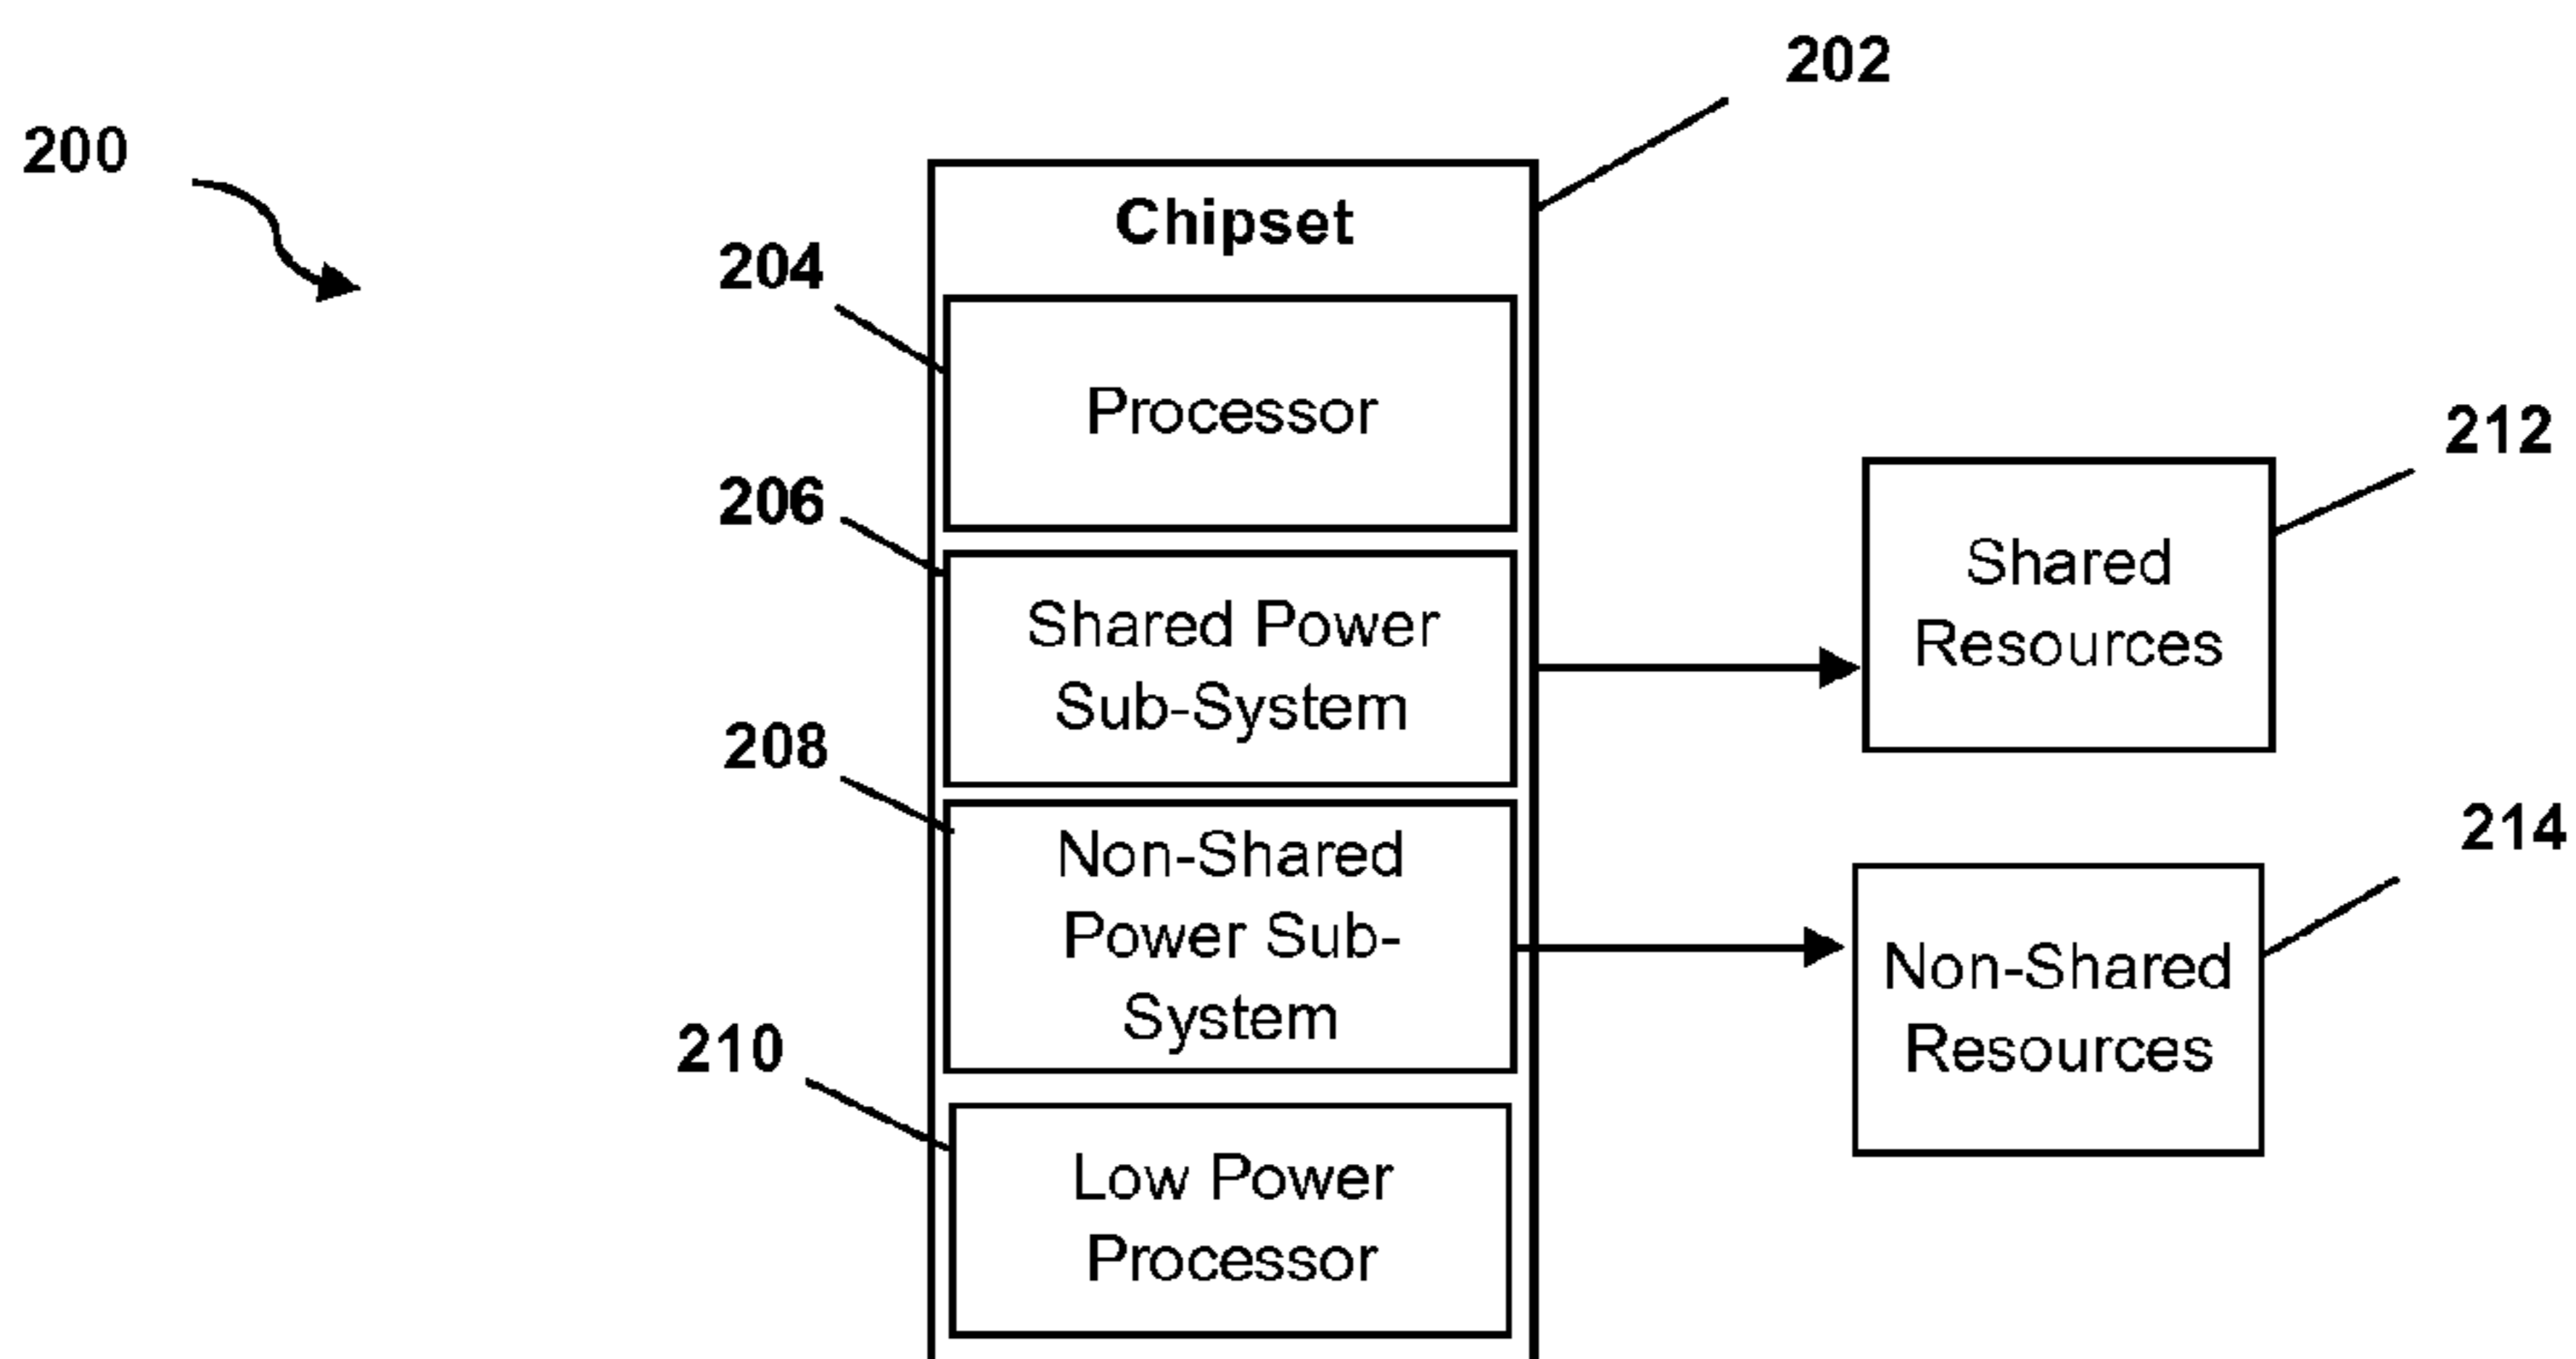 202
200
Chipset
204
Processor
212
206
Shared
Resources
Shared Power
Sub-System
208
214
Non-Shared
Power Sub-
System
Non-Shared
Resources
210
Low Power
Processor